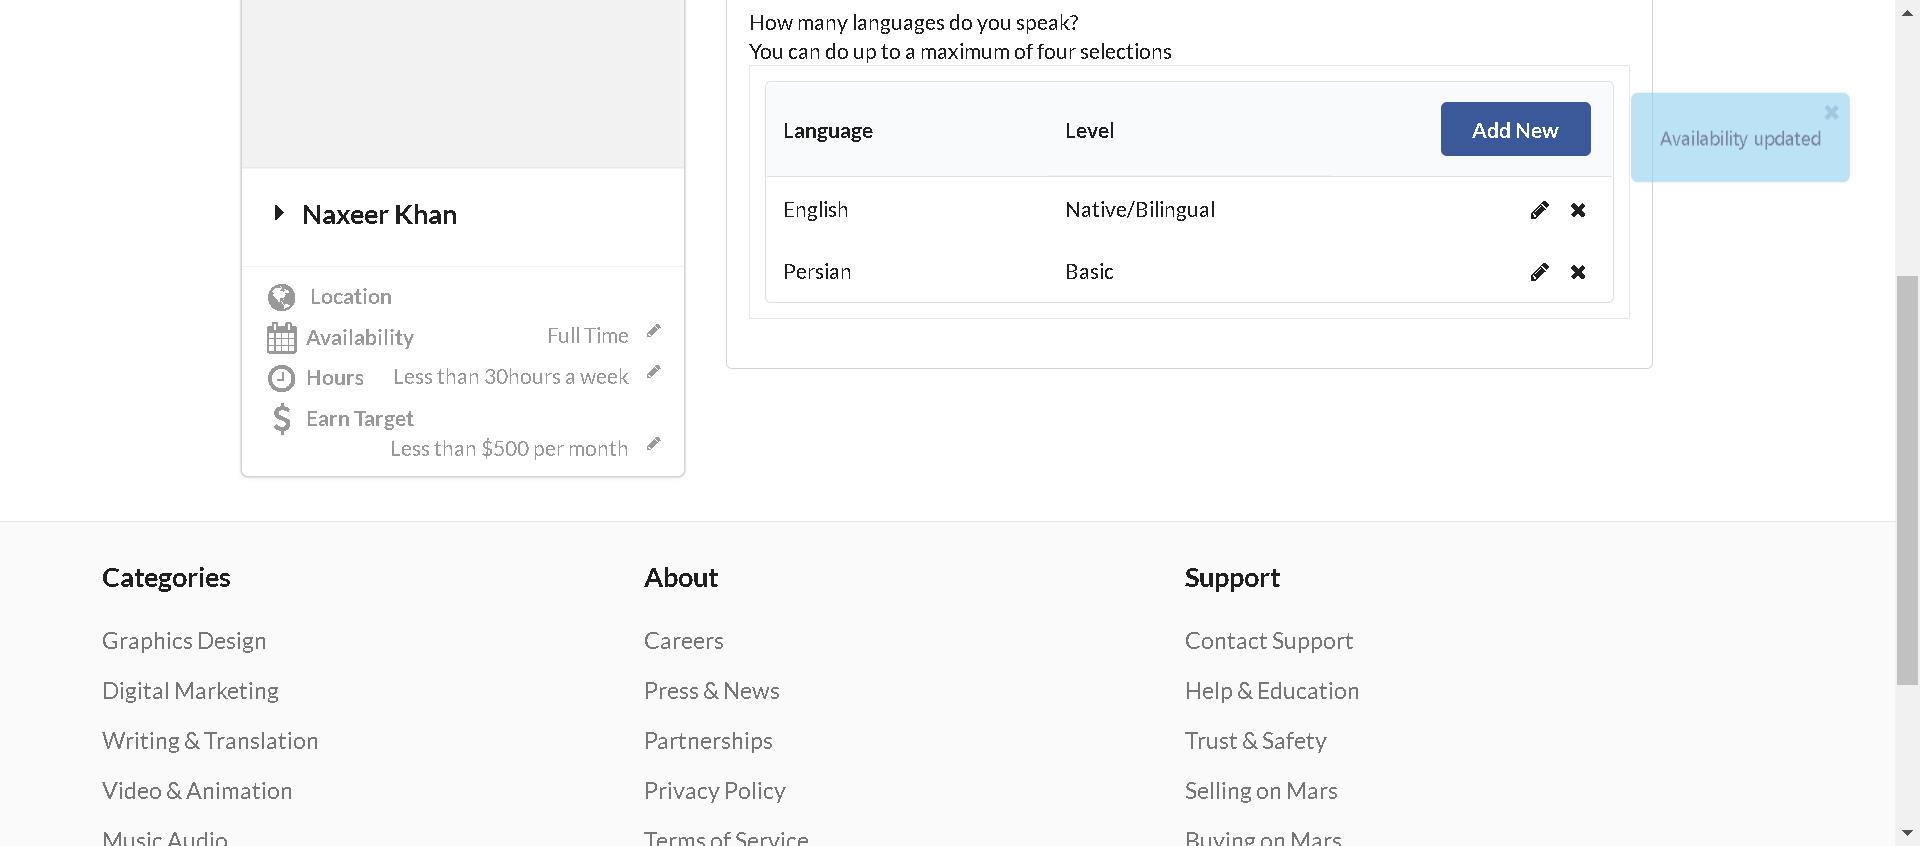 How many languages do you speak?
You can do up to a maximum of four selections
Language Level Add New
English Native/Bilingual
Persian Basic
Availability updated
Naxeer Khan
Location
Availability Full Time
Hours Less than 30hours a week
Earn Target
Less than $500 per month
Categories
Graphics Design
Digital Marketing
Writing & Translation
Video & Animation
Music Audio
About
Careers
Press & News
Partnerships
Privacy Policy
Terms of Service
Support
Contact Support
Help & Education
Trust & Safety
Selling on Mars
Buying on Mars